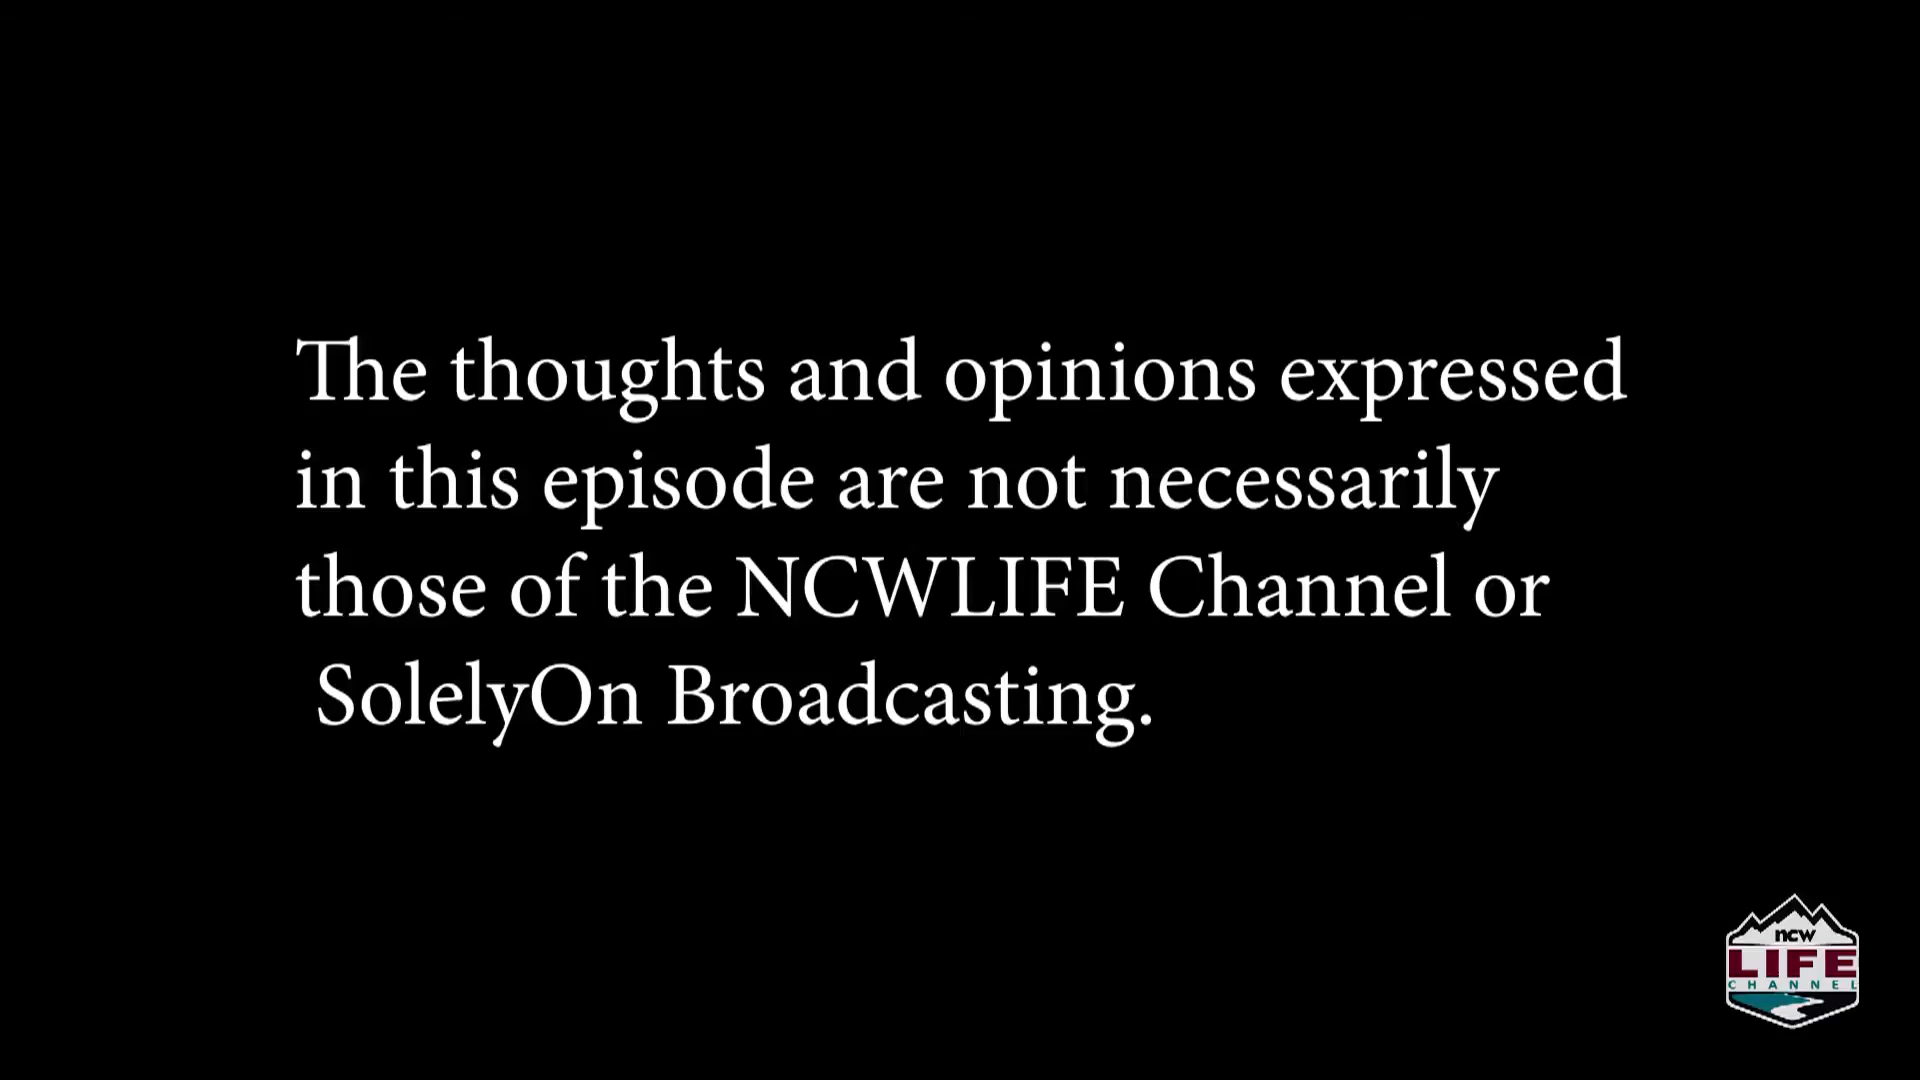 The thoughts and opinions expressed
in this episode are not necessarily
those of the NCWLIFE Channel or
SolelyOn Broadcasting.
ncw
LIFE
CHANNEL